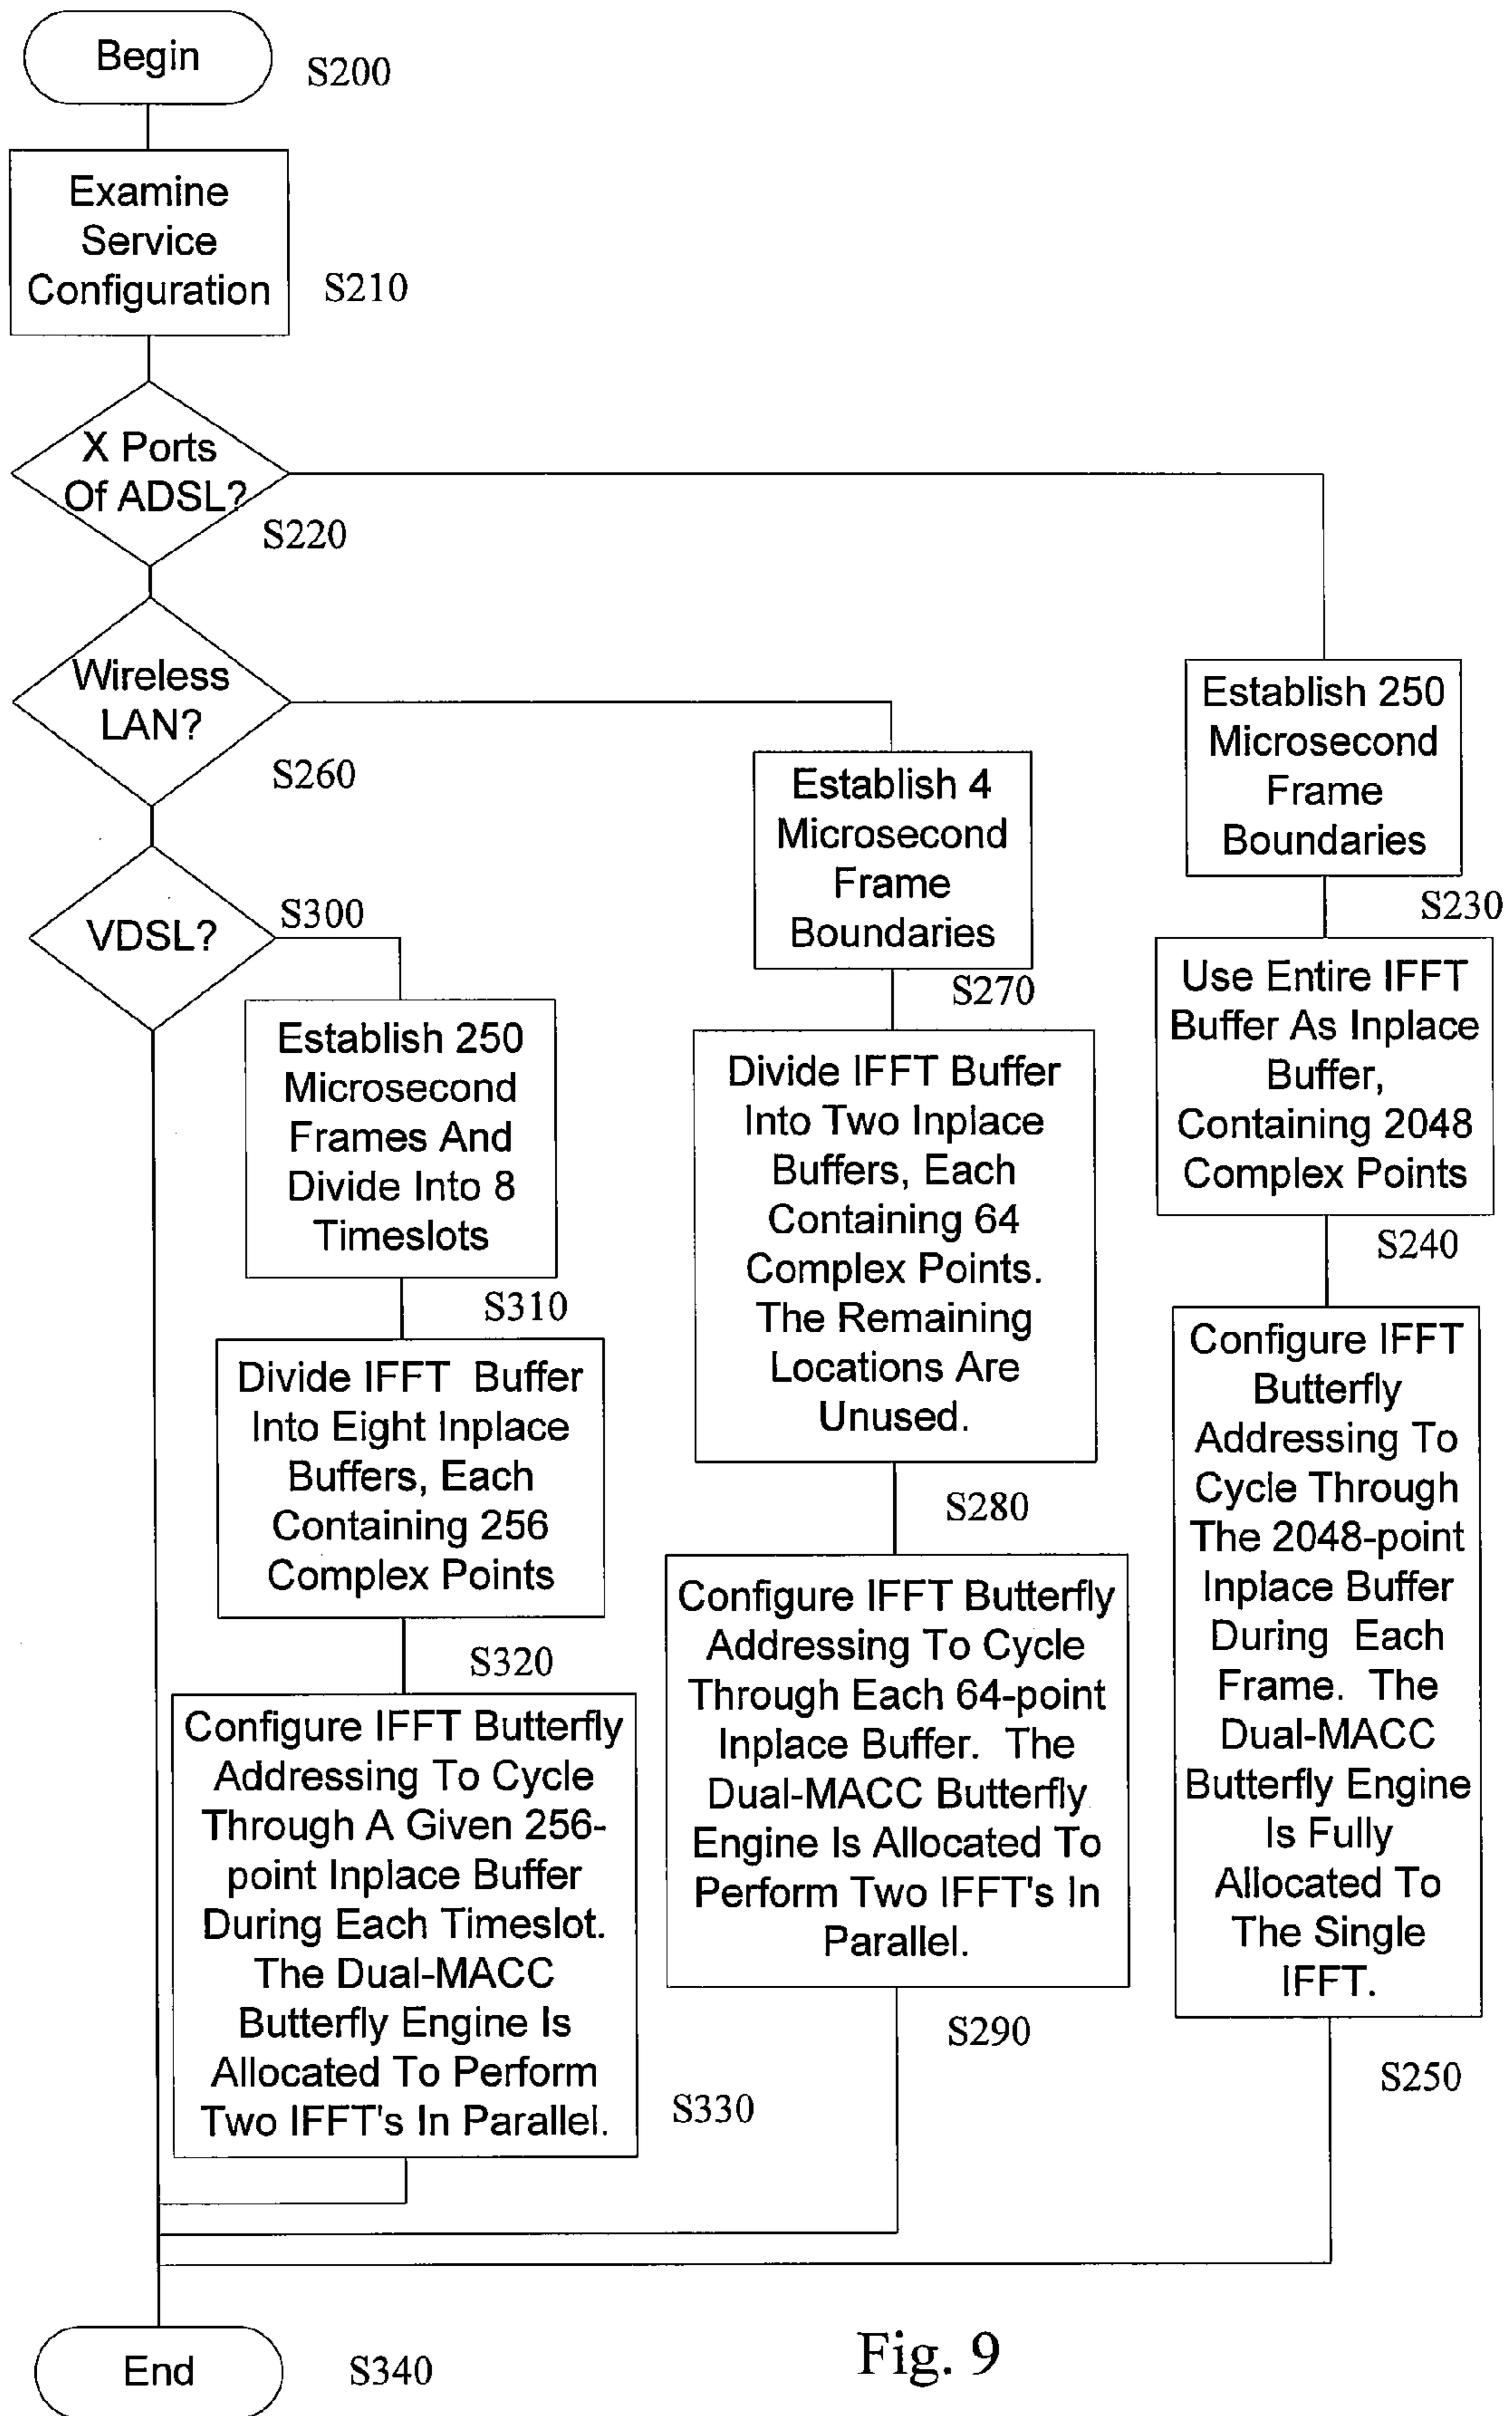 Begin
S200
Examine
Service
Configuration
S210
X Ports
Of ADSL?
S220
Wireless
LAN?
S260
VDSL?
S300
Establish 250
Microsecond
Frames And
Divide Into 8
Timeslots
S310
Divide IFFT Buffer
Into Eight Inplace
Buffers, Each
Containing 256
Complex Points
S320
Configure IFFT Butterfly
Addressing To Cycle
Through A Given 256-
point Inplace Buffer
During Each Timeslot.
The Dual-MACC
Butterfly Engine Is
Allocated To Perform
Two IFFT's In Parallel.
S330
Establish 4
Microsecond
Frame
Boundaries
S270
Divide IFFT Buffer
Into Two Inplace
Buffers, Each
Containing 64
Complex Points.
The Remaining
Locations Are
Unused.
S280
Configure IFFT Butterfly
Addressing To Cycle
Through Each 64-point
Inplace Buffer. The
Dual-MACC Butterfly
Engine Is Allocated To
Perform Two IFFT's In
Parallel.
S290
Establish 250
Microsecond
Frame
Boundaries
S230
Use Entire IFFT
Buffer As Inplace
Buffer,
Containing 2048
Complex Points
S240
Configure IFFT
Butterfly
Addressing To
Cycle Through
The 2048-point
Inplace Buffer
During Each
Frame. The
Dual-MACC
Butterfly Engine
Is Fully
Allocated To
The Single
IFFT.
S250
End
S340
Fig. 9